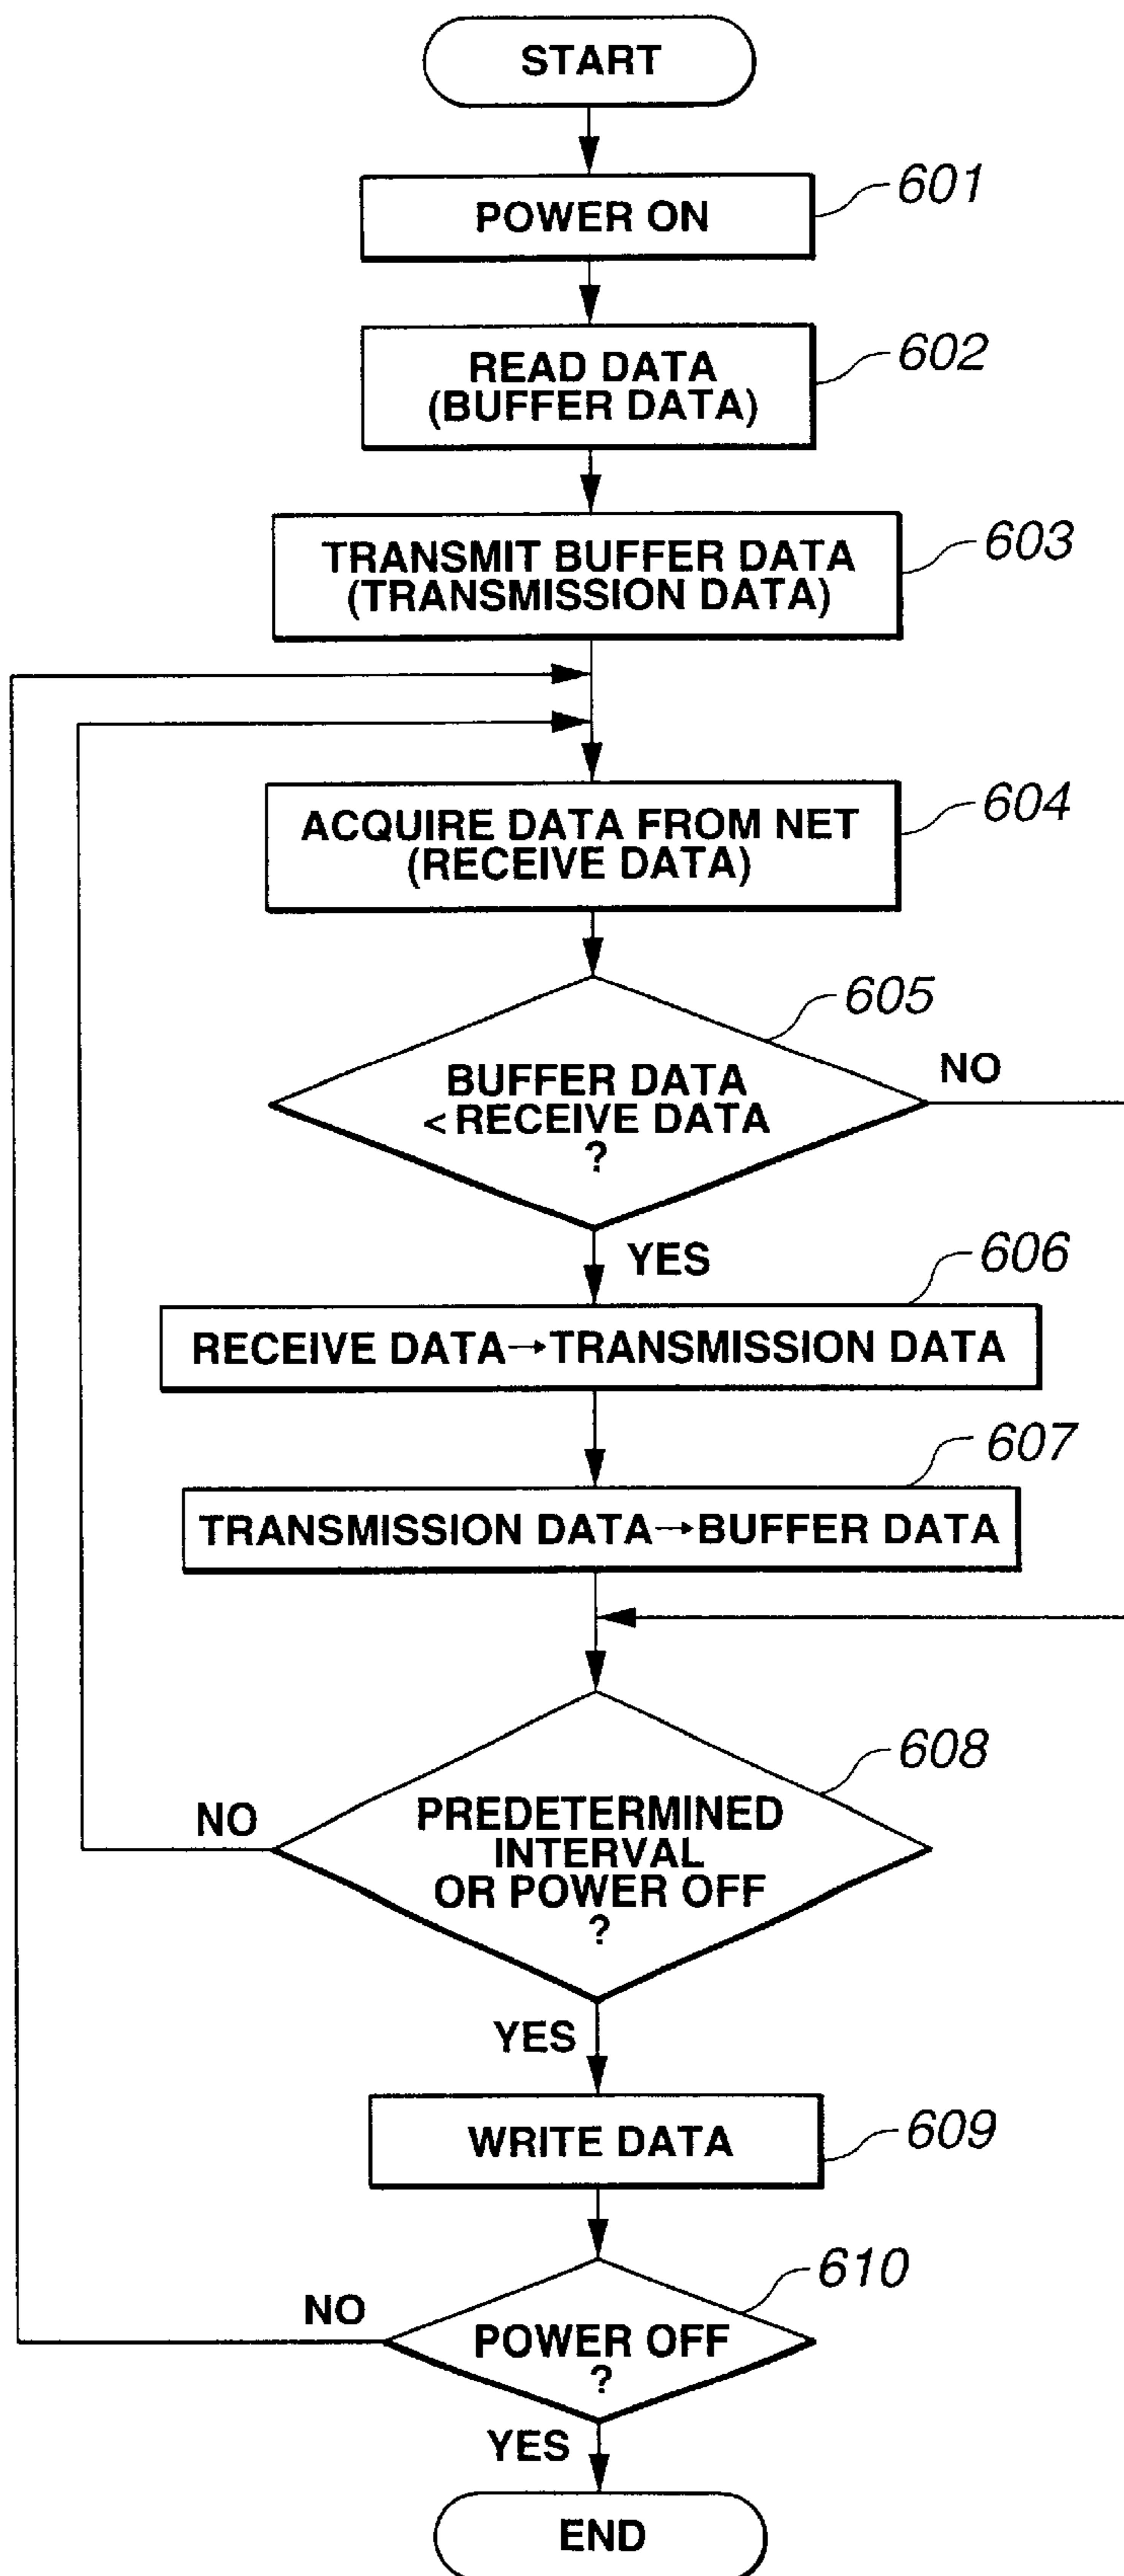 START
POWER ON
601
READ DATA
(BUFFER DATA)
602
TRANSMIT BUFFER DATA
(TRANSMISSION DATA)
603
ACQUIRE DATA FROM NET
(RECEIVE DATA)
604
605
BUFFER DATA
< RECEIVE DATA
?
NO
YES
606
RECEIVE DATA→TRANSMISSION DATA
607
TRANSMISSION DATA→BUFFER DATA
608
NO
PREDETERMINED
INTERVAL
OR POWER OFF
?
YES
WRITE DATA
609
610
NO
POWER OFF
?
YES
END